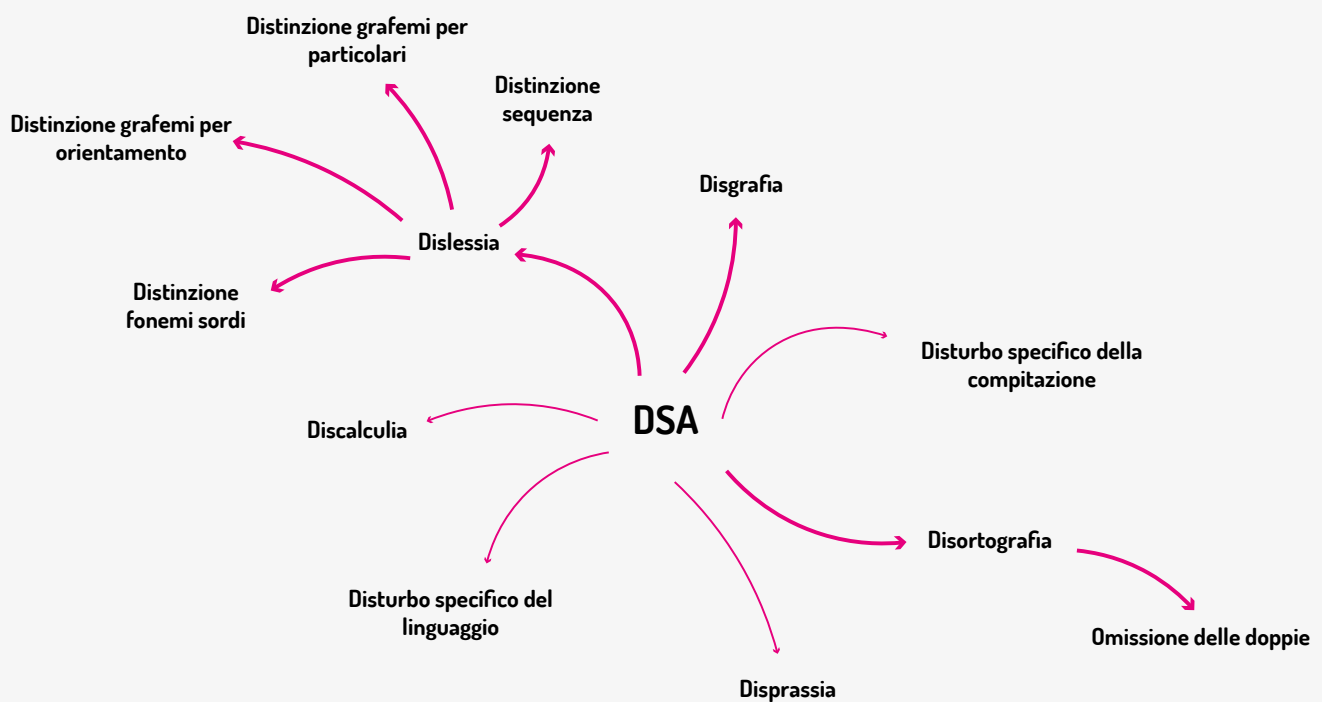 Distinzione grafemi per
particolari
Distinzione
sequenza
Distinzione grafemi per
orientamento
Disgrafia
Dislessia
Distinzione
fonemi sordi
Disturbo specifico della
compitazione
DSA
Discalculia
Disortografia
Disturbo specifico del
linguaggio
Omissione delle doppie
Disprassia